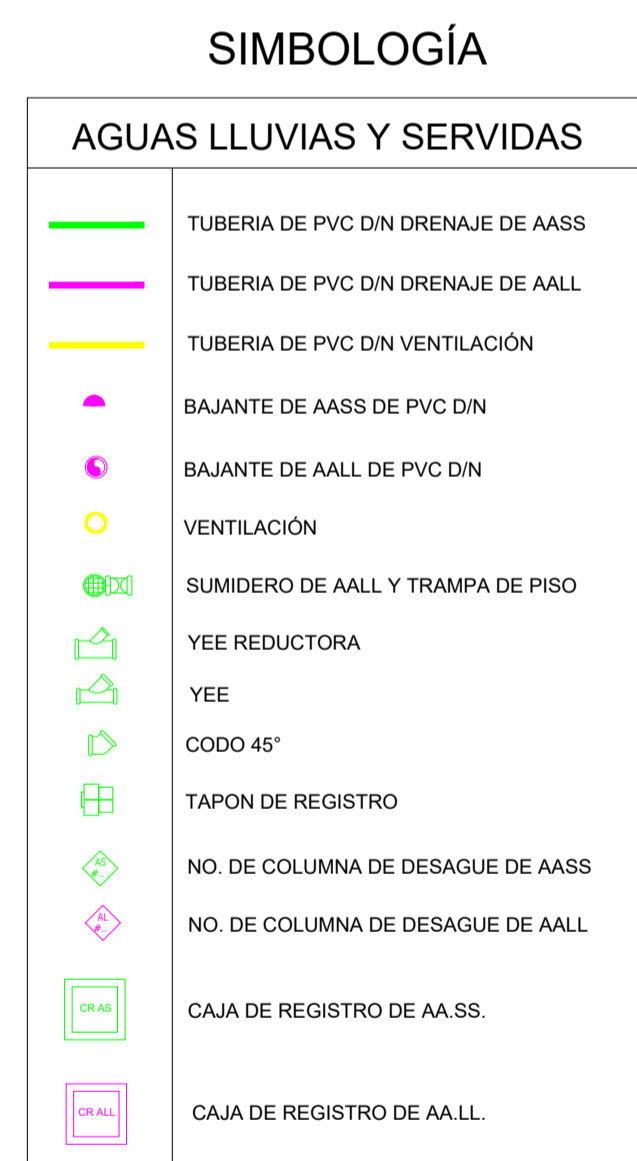 SIMBOLOGÍA
AGUAS LLUVIAS Y SERVIDAS
TUBERIA DE PVC D/N DRENAJE DE AASS
TUBERIA DE PVC D/N DRENAJE DE AALL
TUBERIA DE PVC D/N VENTILACIÓN
BAJANTE DE AASS DE PVC D/N
BAJANTE DE AALL DE PVC D/N
VENTILACIÓN
SUMIDERO DE AALL Y TRAMPA DE PISO
YEE REDUCTORA
YEE
CODO 45°
TAPON DE REGISTRO
AS
#..
NO. DE COLUMNA DE DESAGUE DE AASS
AL
#..
NO. DE COLUMNA DE DESAGUE DE AALL
CR AS
CAJA DE REGISTRO DE AA.SS.
CR ALL
CAJA DE REGISTRO DE AA.LL.